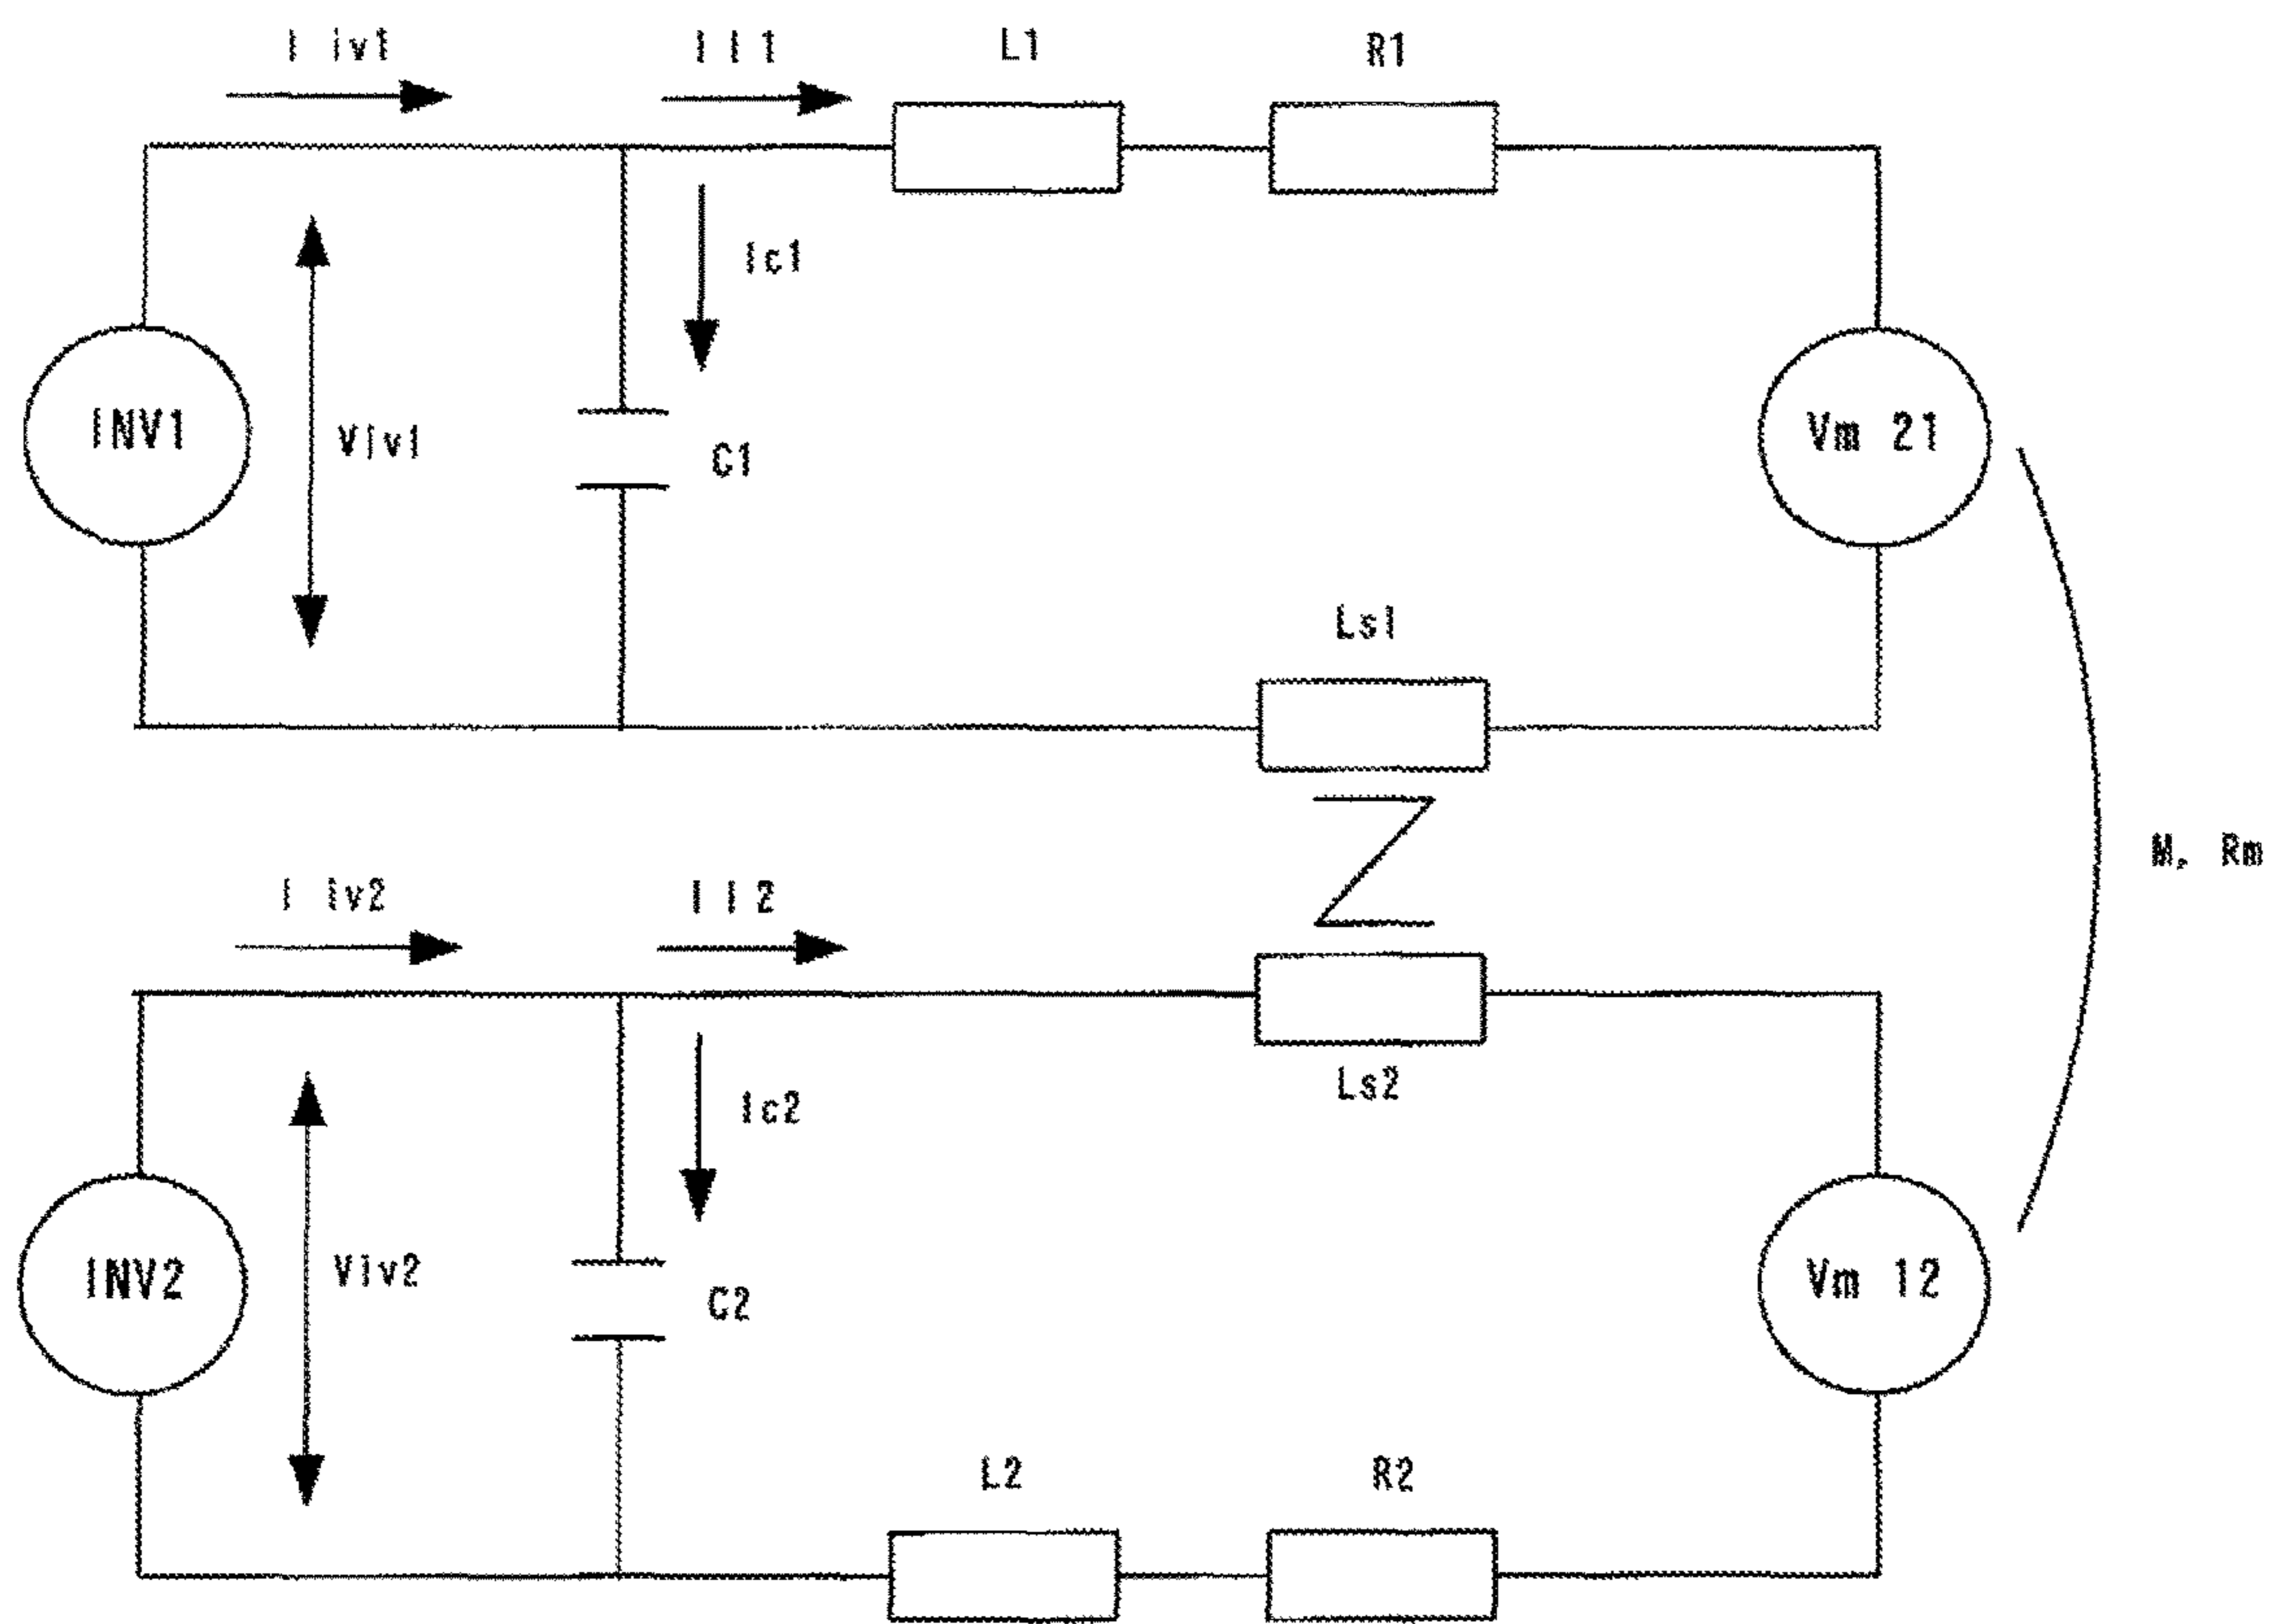 I iv1
I l 1
L1
R1
Ic1
INV1
Viv1
C1
Vm 21
Ls1
M, Rm
I iv2
I l 2
Ls2
Ic2
INV2
Viv2
C2
Vm 12
L2
R2